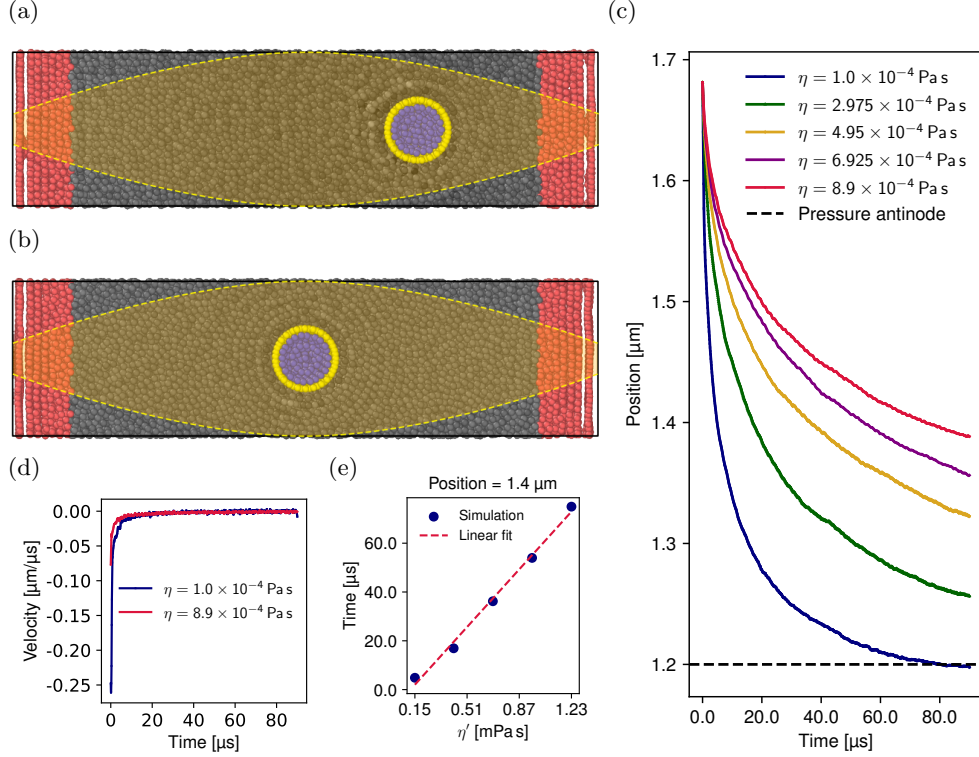 (a)
(b)
(c)
1.7
1.6
1.5
1.4
1.3
1.2
Position [µm]
0.0 20.0 40.0 60.0 80.0
Time [µs]
η = 1.0 × 10⁻⁴ Pa s
η = 2.975 × 10⁻⁴ Pa s
η = 4.95 × 10⁻⁴ Pa s
η = 6.925 × 10⁻⁴ Pa s
η = 8.9 × 10⁻⁴ Pa s
Pressure antinode
(d)
0.00
-0.05
-0.10
-0.15
-0.20
-0.25
Velocity [µm/µs]
η = 1.0 × 10⁻⁴ Pa s
η = 8.9 × 10⁻⁴ Pa s
0 20 40 60 80
Time [µs]
(e)
Position = 1.4 µm
Simulation
Linear fit
60.0
40.0
20.0
0.0
Time [µs]
0.15 0.51 0.87 1.23
η′ [mPa s]